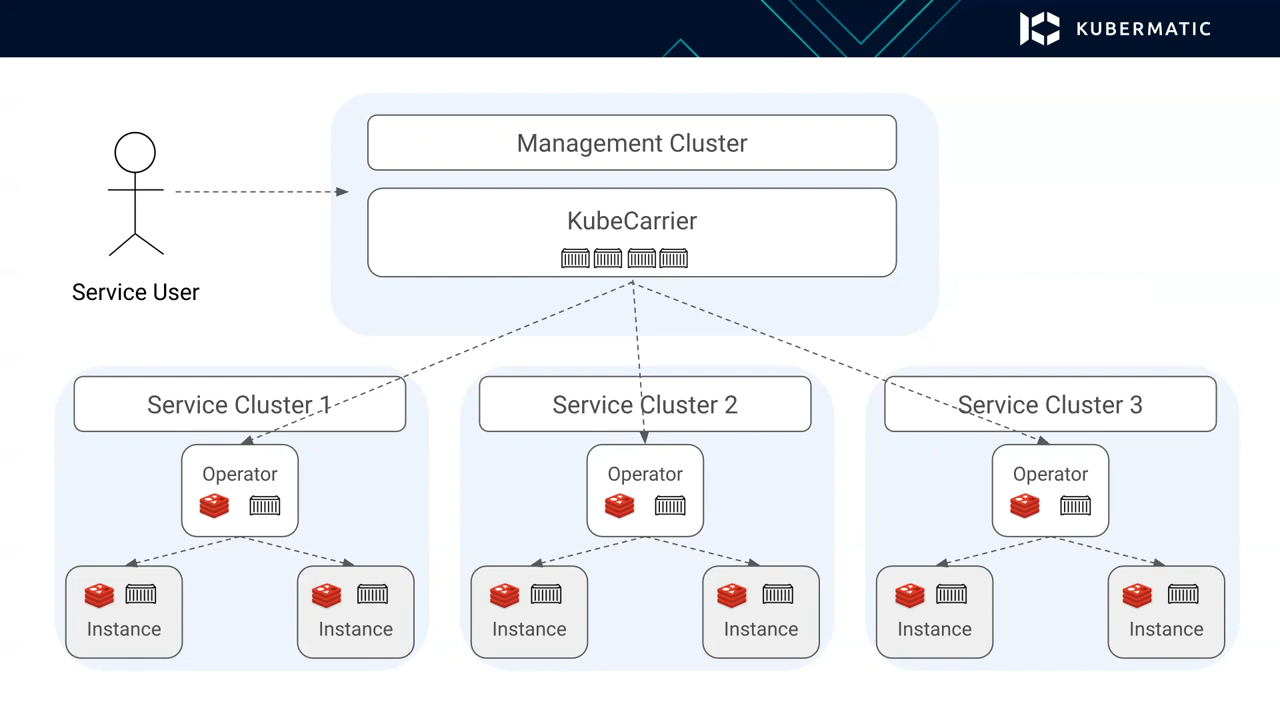 KUBERMATIC
Management Cluster
KubeCarrier
Service User
Service Cluster 1
Service Cluster 2
Service Cluster 3
Operator
Operator
Operator
Instance
Instance
Instance
Instance
Instance
Instance